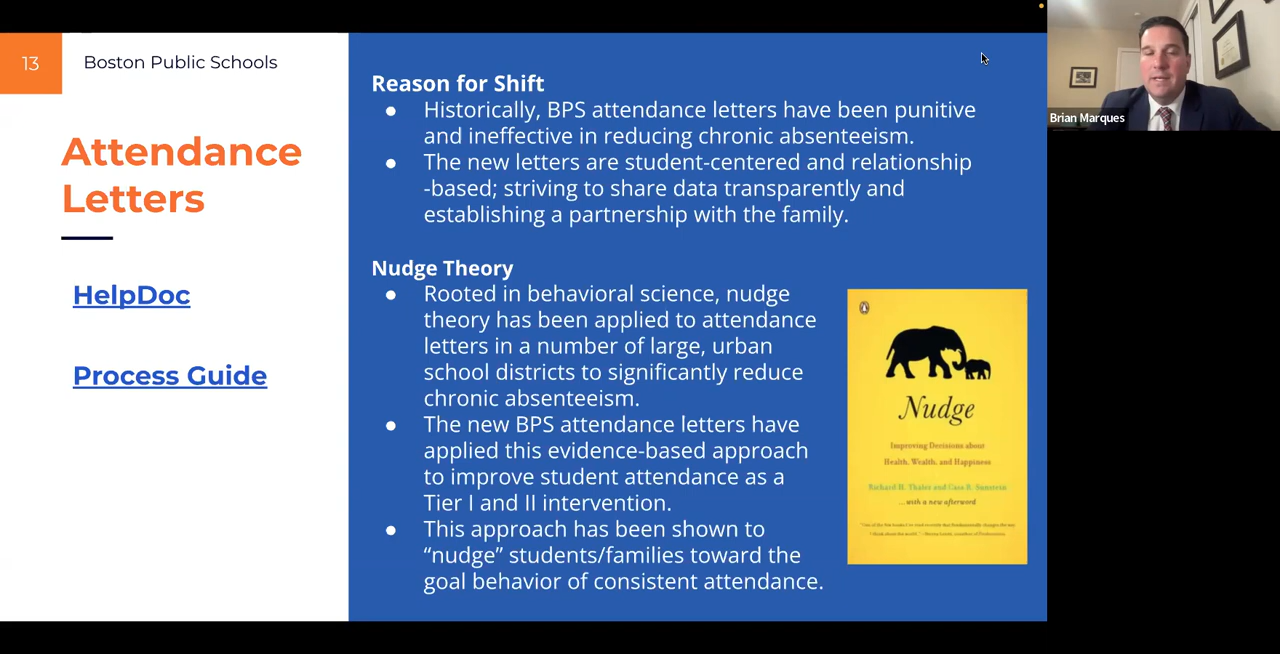 13
Boston Public Schools
Attendance
Letters
HelpDoc
Process Guide
Reason for Shift
● Historically, BPS attendance letters have been punitive
and ineffective in reducing chronic absenteeism.
● The new letters are student-centered and relationship
-based; striving to share data transparently and
establishing a partnership with the family.
Nudge Theory
● Rooted in behavioral science, nudge
theory has been applied to attendance
letters in a number of large, urban
school districts to significantly reduce
chronic absenteeism.
● The new BPS attendance letters have
applied this evidence-based approach
to improve student attendance as a
Tier I and II intervention.
● This approach has been shown to
“nudge” students/families toward the
goal behavior of consistent attendance.
Nudge
Improving Decisions about
Health, Wealth, and Happiness
Richard H. Thaler and Cass R. Sunstein
...with a new afterword
Brian Marques